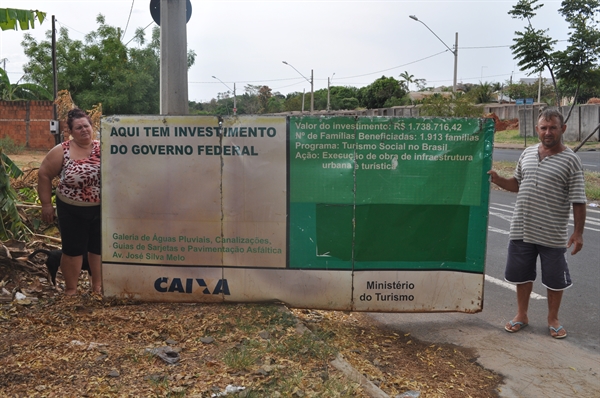 AQUI TEM INVESTIMENTO
DO GOVERNO FEDERAL
Galeria de Águas Pluviais, Canalizações,
Guias de Sarjetas e Pavimentação Asfáltica
Av. José Silva Melo
CAIXA
Valor do investimento: R$ 1.738.716,42
Nº de Famílias Beneficiadas: 1.913 famílias
Programa: Turismo Social no Brasil
Ação: Execução de obra de infraestrutura
urbana e turística
Ministério
do Turismo